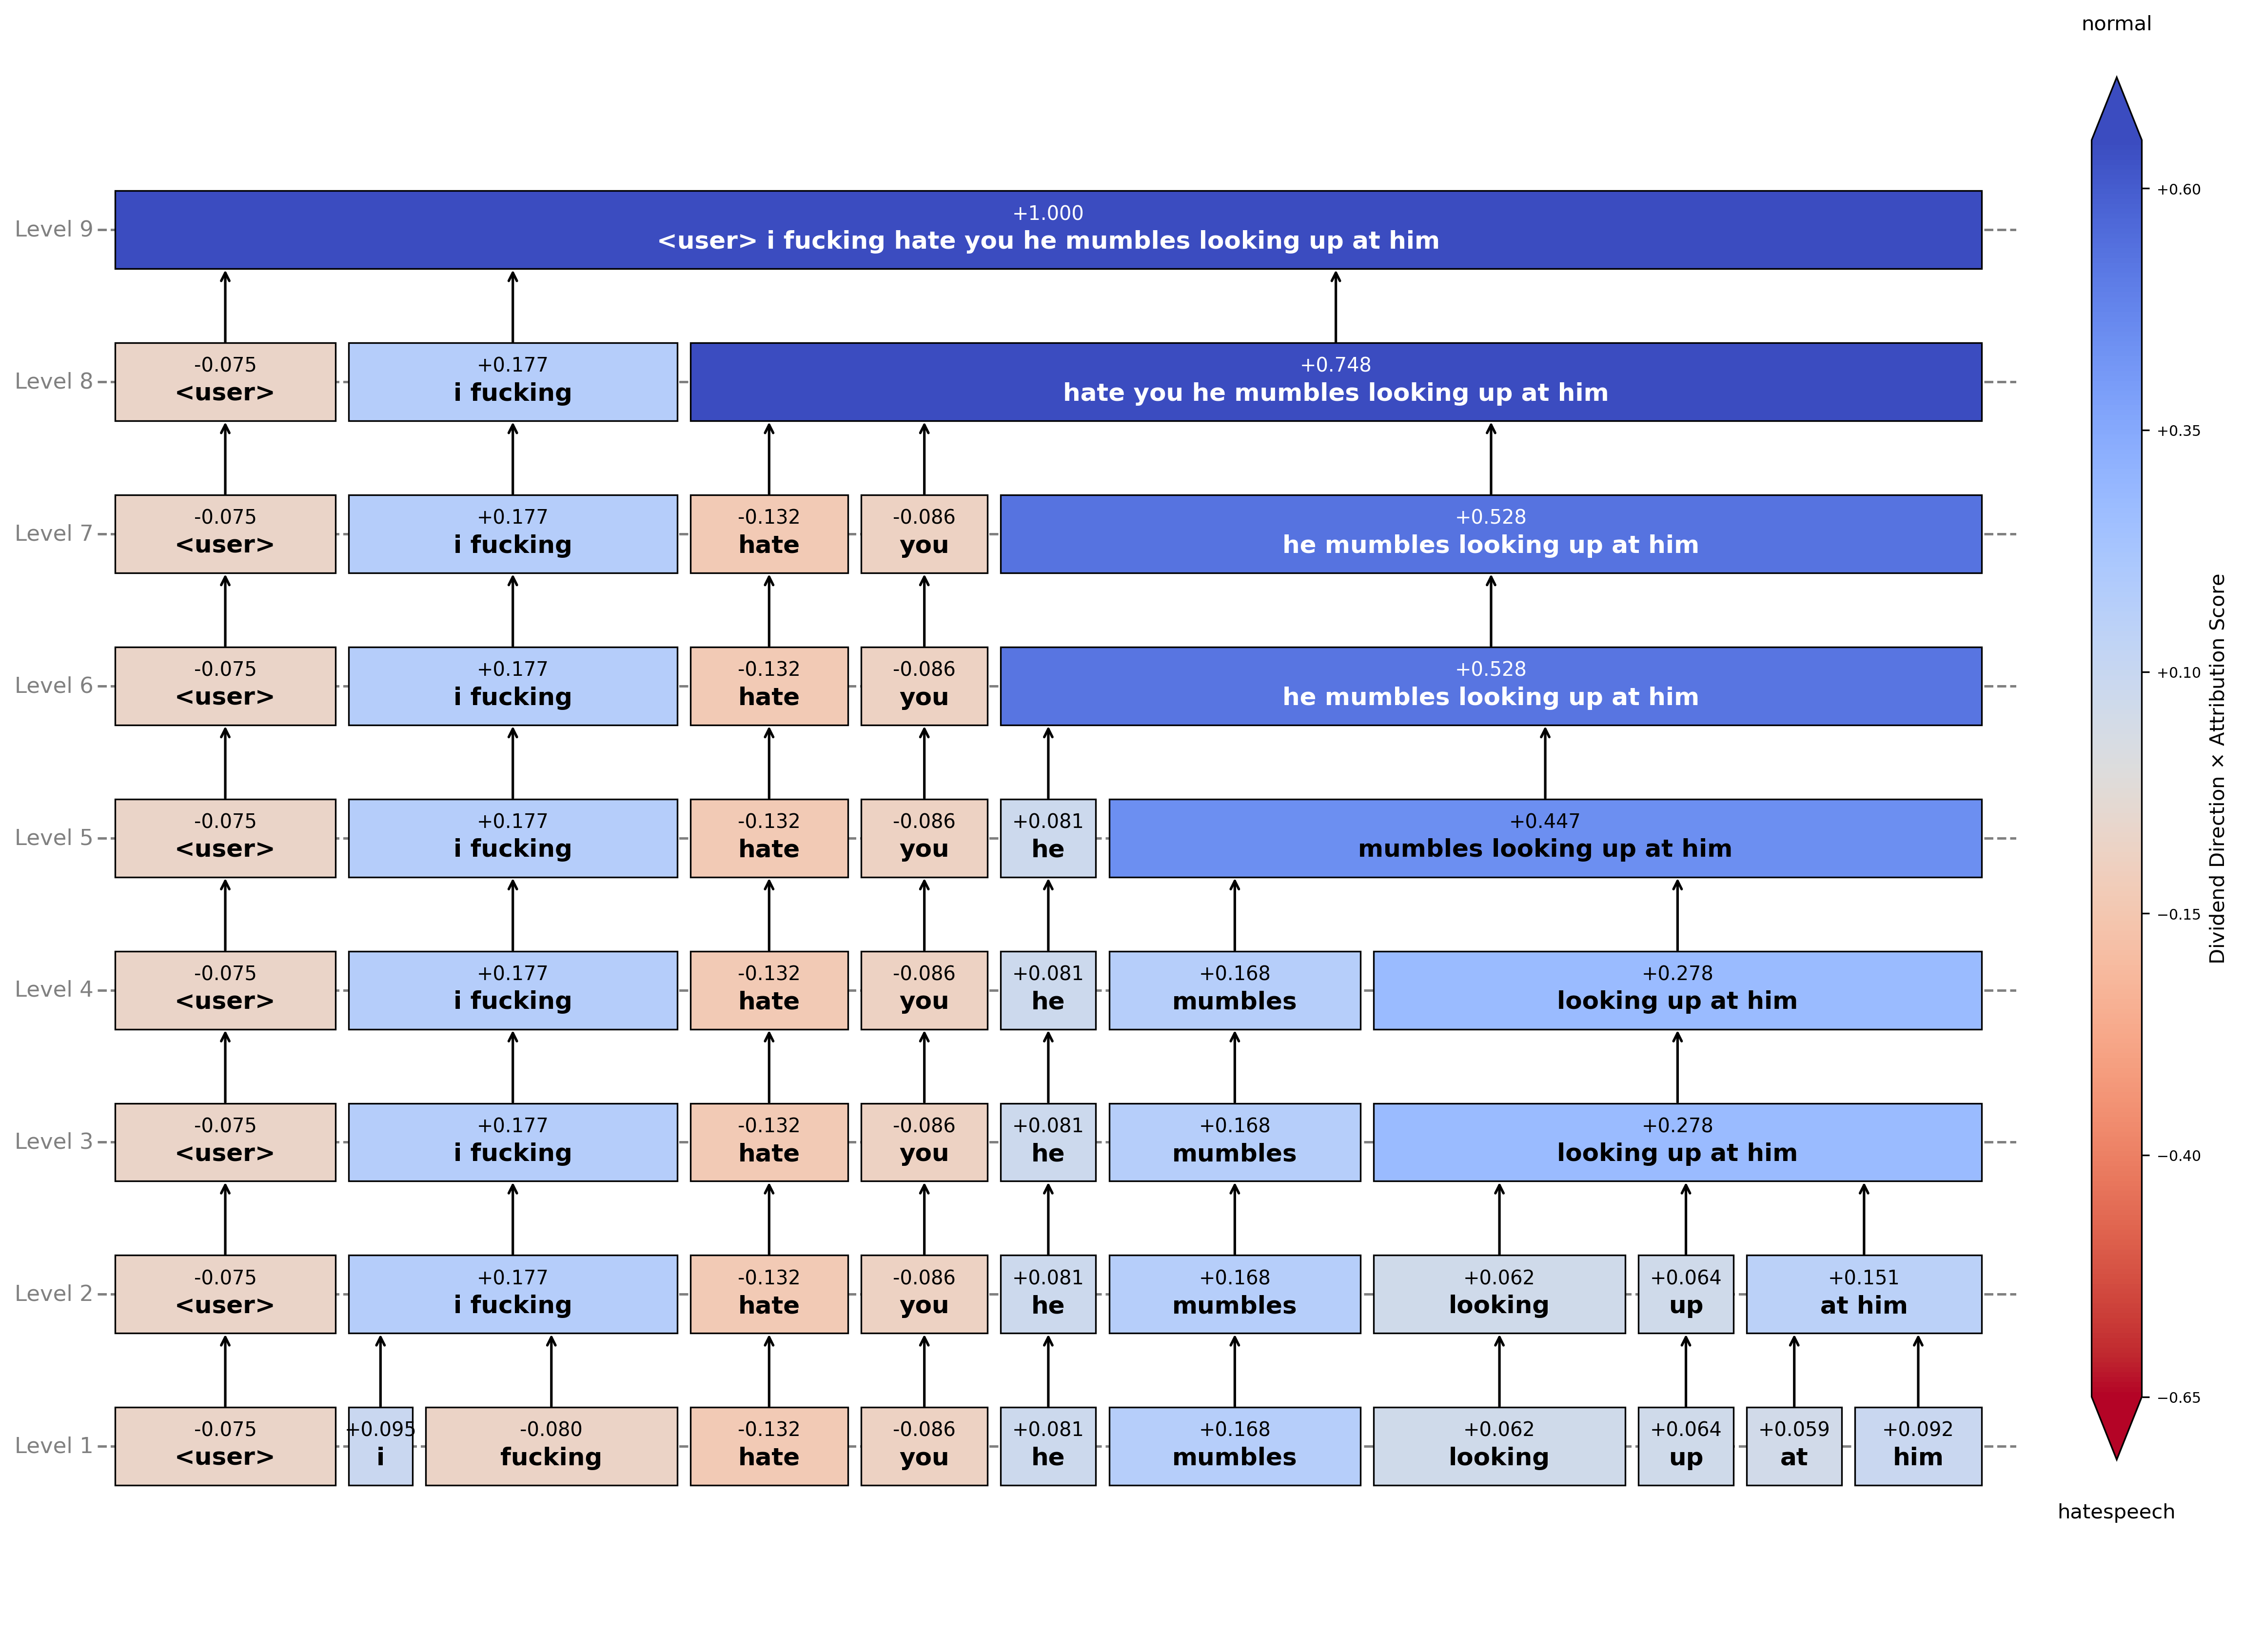 normal
Level 9
+1.000
<user> i fucking hate you he mumbles looking up at him
Level 8
-0.075
<user>
+0.177
i fucking
+0.748
hate you he mumbles looking up at him
Level 7
-0.075
<user>
+0.177
i fucking
-0.132
hate
-0.086
you
+0.528
he mumbles looking up at him
Level 6
-0.075
<user>
+0.177
i fucking
-0.132
hate
-0.086
you
+0.528
he mumbles looking up at him
Level 5
-0.075
<user>
+0.177
i fucking
-0.132
hate
-0.086
you
+0.081
he
+0.447
mumbles looking up at him
Level 4
-0.075
<user>
+0.177
i fucking
-0.132
hate
-0.086
you
+0.081
he
+0.168
mumbles
+0.278
looking up at him
Level 3
-0.075
<user>
+0.177
i fucking
-0.132
hate
-0.086
you
+0.081
he
+0.168
mumbles
+0.278
looking up at him
Level 2
-0.075
<user>
+0.177
i fucking
-0.132
hate
-0.086
you
+0.081
he
+0.168
mumbles
+0.062
looking
+0.064
up
+0.151
at him
Level 1
-0.075
<user>
+0.095
i
-0.080
fucking
-0.132
hate
-0.086
you
+0.081
he
+0.168
mumbles
+0.062
looking
+0.064
up
+0.059
at
+0.092
him
+0.60
+0.35
+0.10
−0.15
−0.40
−0.65
Dividend Direction × Attribution Score
hatespeech